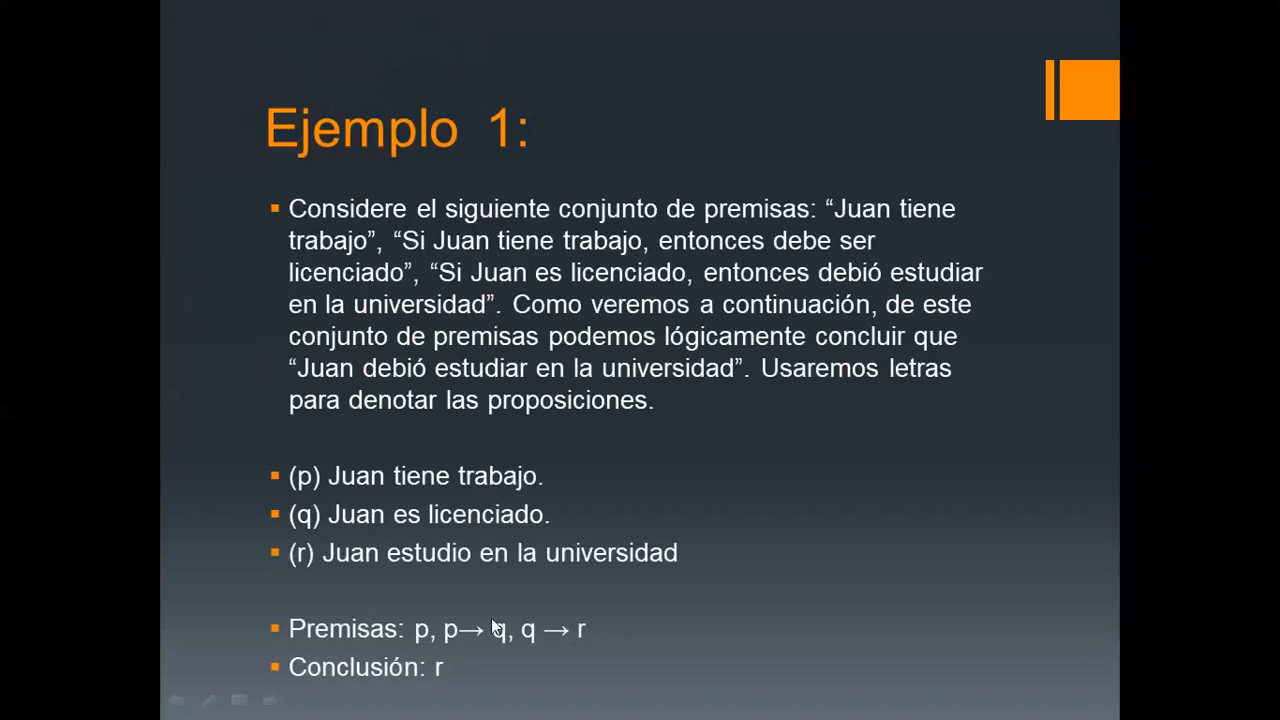 Ejemplo 1:
Considere el siguiente conjunto de premisas: “Juan tiene
trabajo”, “Si Juan tiene trabajo, entonces debe ser
licenciado”, “Si Juan es licenciado, entonces debió estudiar
en la universidad”. Como veremos a continuación, de este
conjunto de premisas podemos lógicamente concluir que
“Juan debió estudiar en la universidad”. Usaremos letras
para denotar las proposiciones.
(p) Juan tiene trabajo.
(q) Juan es licenciado.
(r) Juan estudio en la universidad
Premisas: p, p→ q, q → r
Conclusión: r